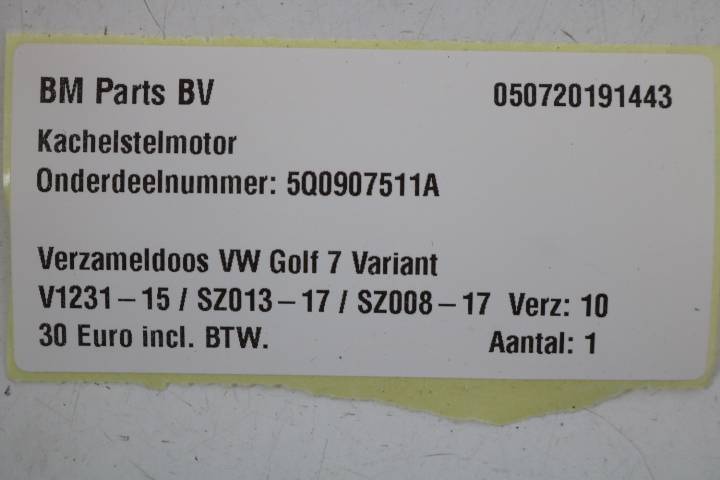 BM Parts BV 050720191443
Kachelstelmotor
Onderdeelnummer: 5Q0907511A
Verzameldoos VW Golf 7 Variant
V1231-15 / SZ013-17 / SZ008-17 Verz: 10
30 Euro incl. BTW. Aantal: 1